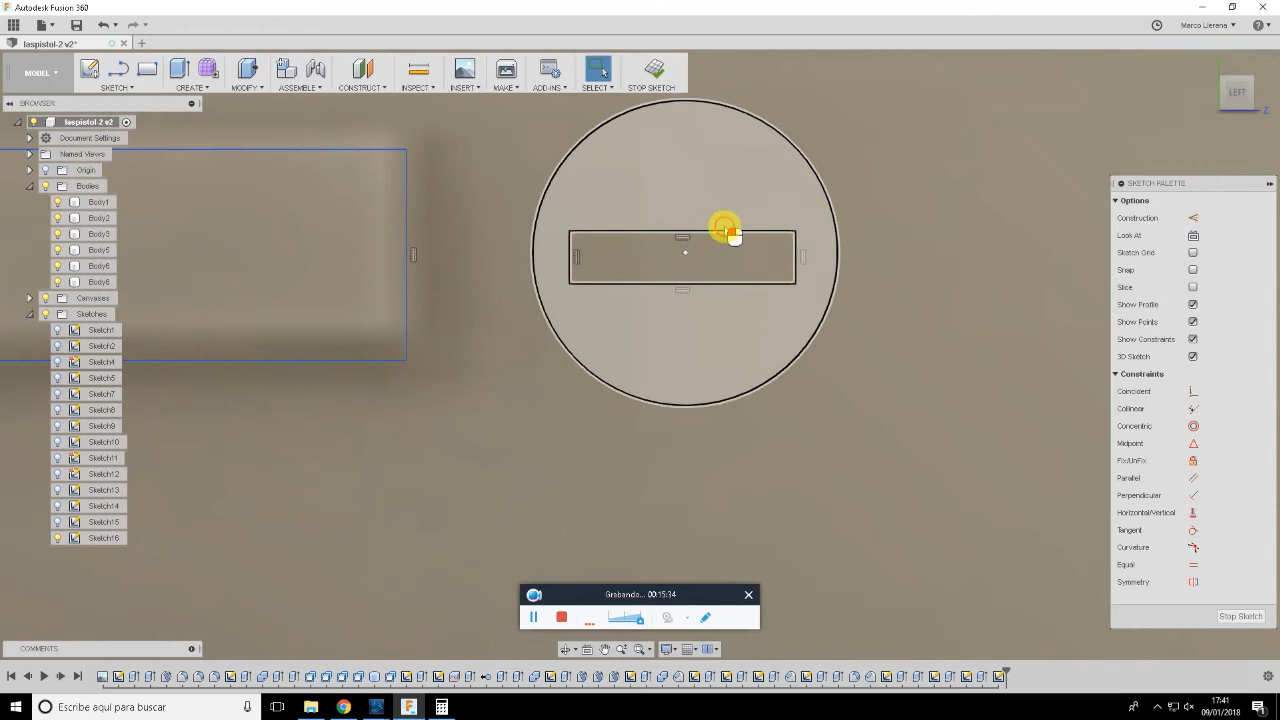 Autodesk Fusion 360
Marco Llerena
laspistol-2 v2*
MODEL
SKETCH
CREATE
MODIFY
ASSEMBLE
CONSTRUCT
INSPECT
INSERT
MAKE
ADD-INS
SELECT
STOP SKETCH
BROWSER
laspistol-2 v2
Document Settings
Named Views
Origin
Bodies
Body1
Body2
Body3
Body5
Body6
Body8
Canvases
Sketches
Sketch1
Sketch2
Sketch4
Sketch5
Sketch7
Sketch8
Sketch9
Sketch10
Sketch11
Sketch12
Sketch13
Sketch14
Sketch15
Sketch16
LEFT
Z
SKETCH PALETTE
Options
Construction
Look At
Sketch Grid
Snap
Slice
Show Profile
Show Points
Show Constraints
3D Sketch
Constraints
Coincident
Collinear
Concentric
Midpoint
Fix/UnFix
Parallel
Perpendicular
Horizontal/Vertical
Tangent
Curvature
Equal
Symmetry
Stop Sketch
Grabando... 00:15:34
COMMENTS
Escribe aquí para buscar
17:41
09/01/2018